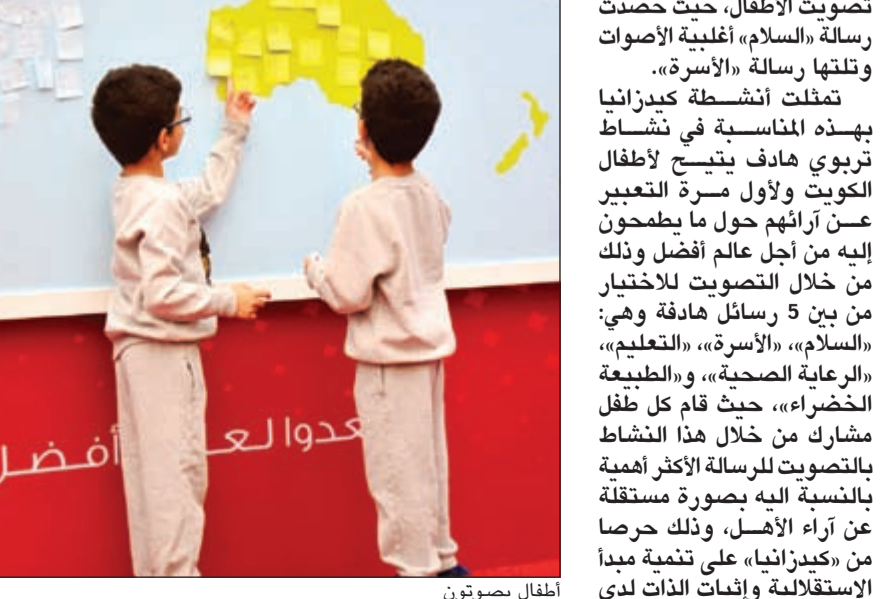 تصويت الأطفال، حيث حصدت
رسالة «السلام» أغلبية الأصوات
وتلتها رسالة «الأسرة».
تمثلت أنشطة كيدزانيا
بهذه المناسبة في نشاط
تربوي هادف يتيح لأطفال
الكويت ولأول مرة التعبير
عن آرائهم حول ما يطمحون
إليه من أجل عالم أفضل وذلك
من خلال التصويت للاختيار
من بين 5 رسائل هادفة وهي:
«السلام»، «الأسرة»، «التعليم»،
«الرعاية الصحية»، و«الطبيعة
الخضراء»، حيث قام كل طفل
مشارك من خلال هذا النشاط
بالتصويت للرسالة الأكثر أهمية
بالنسبة اليه بصورة مستقلة
عن آراء الأهل، وذلك حرصا
من «كيدزانيا» على تنمية مبدأ
الاستقلالية وإثبات الذات لدى
أفضل
أطفال يصوتون